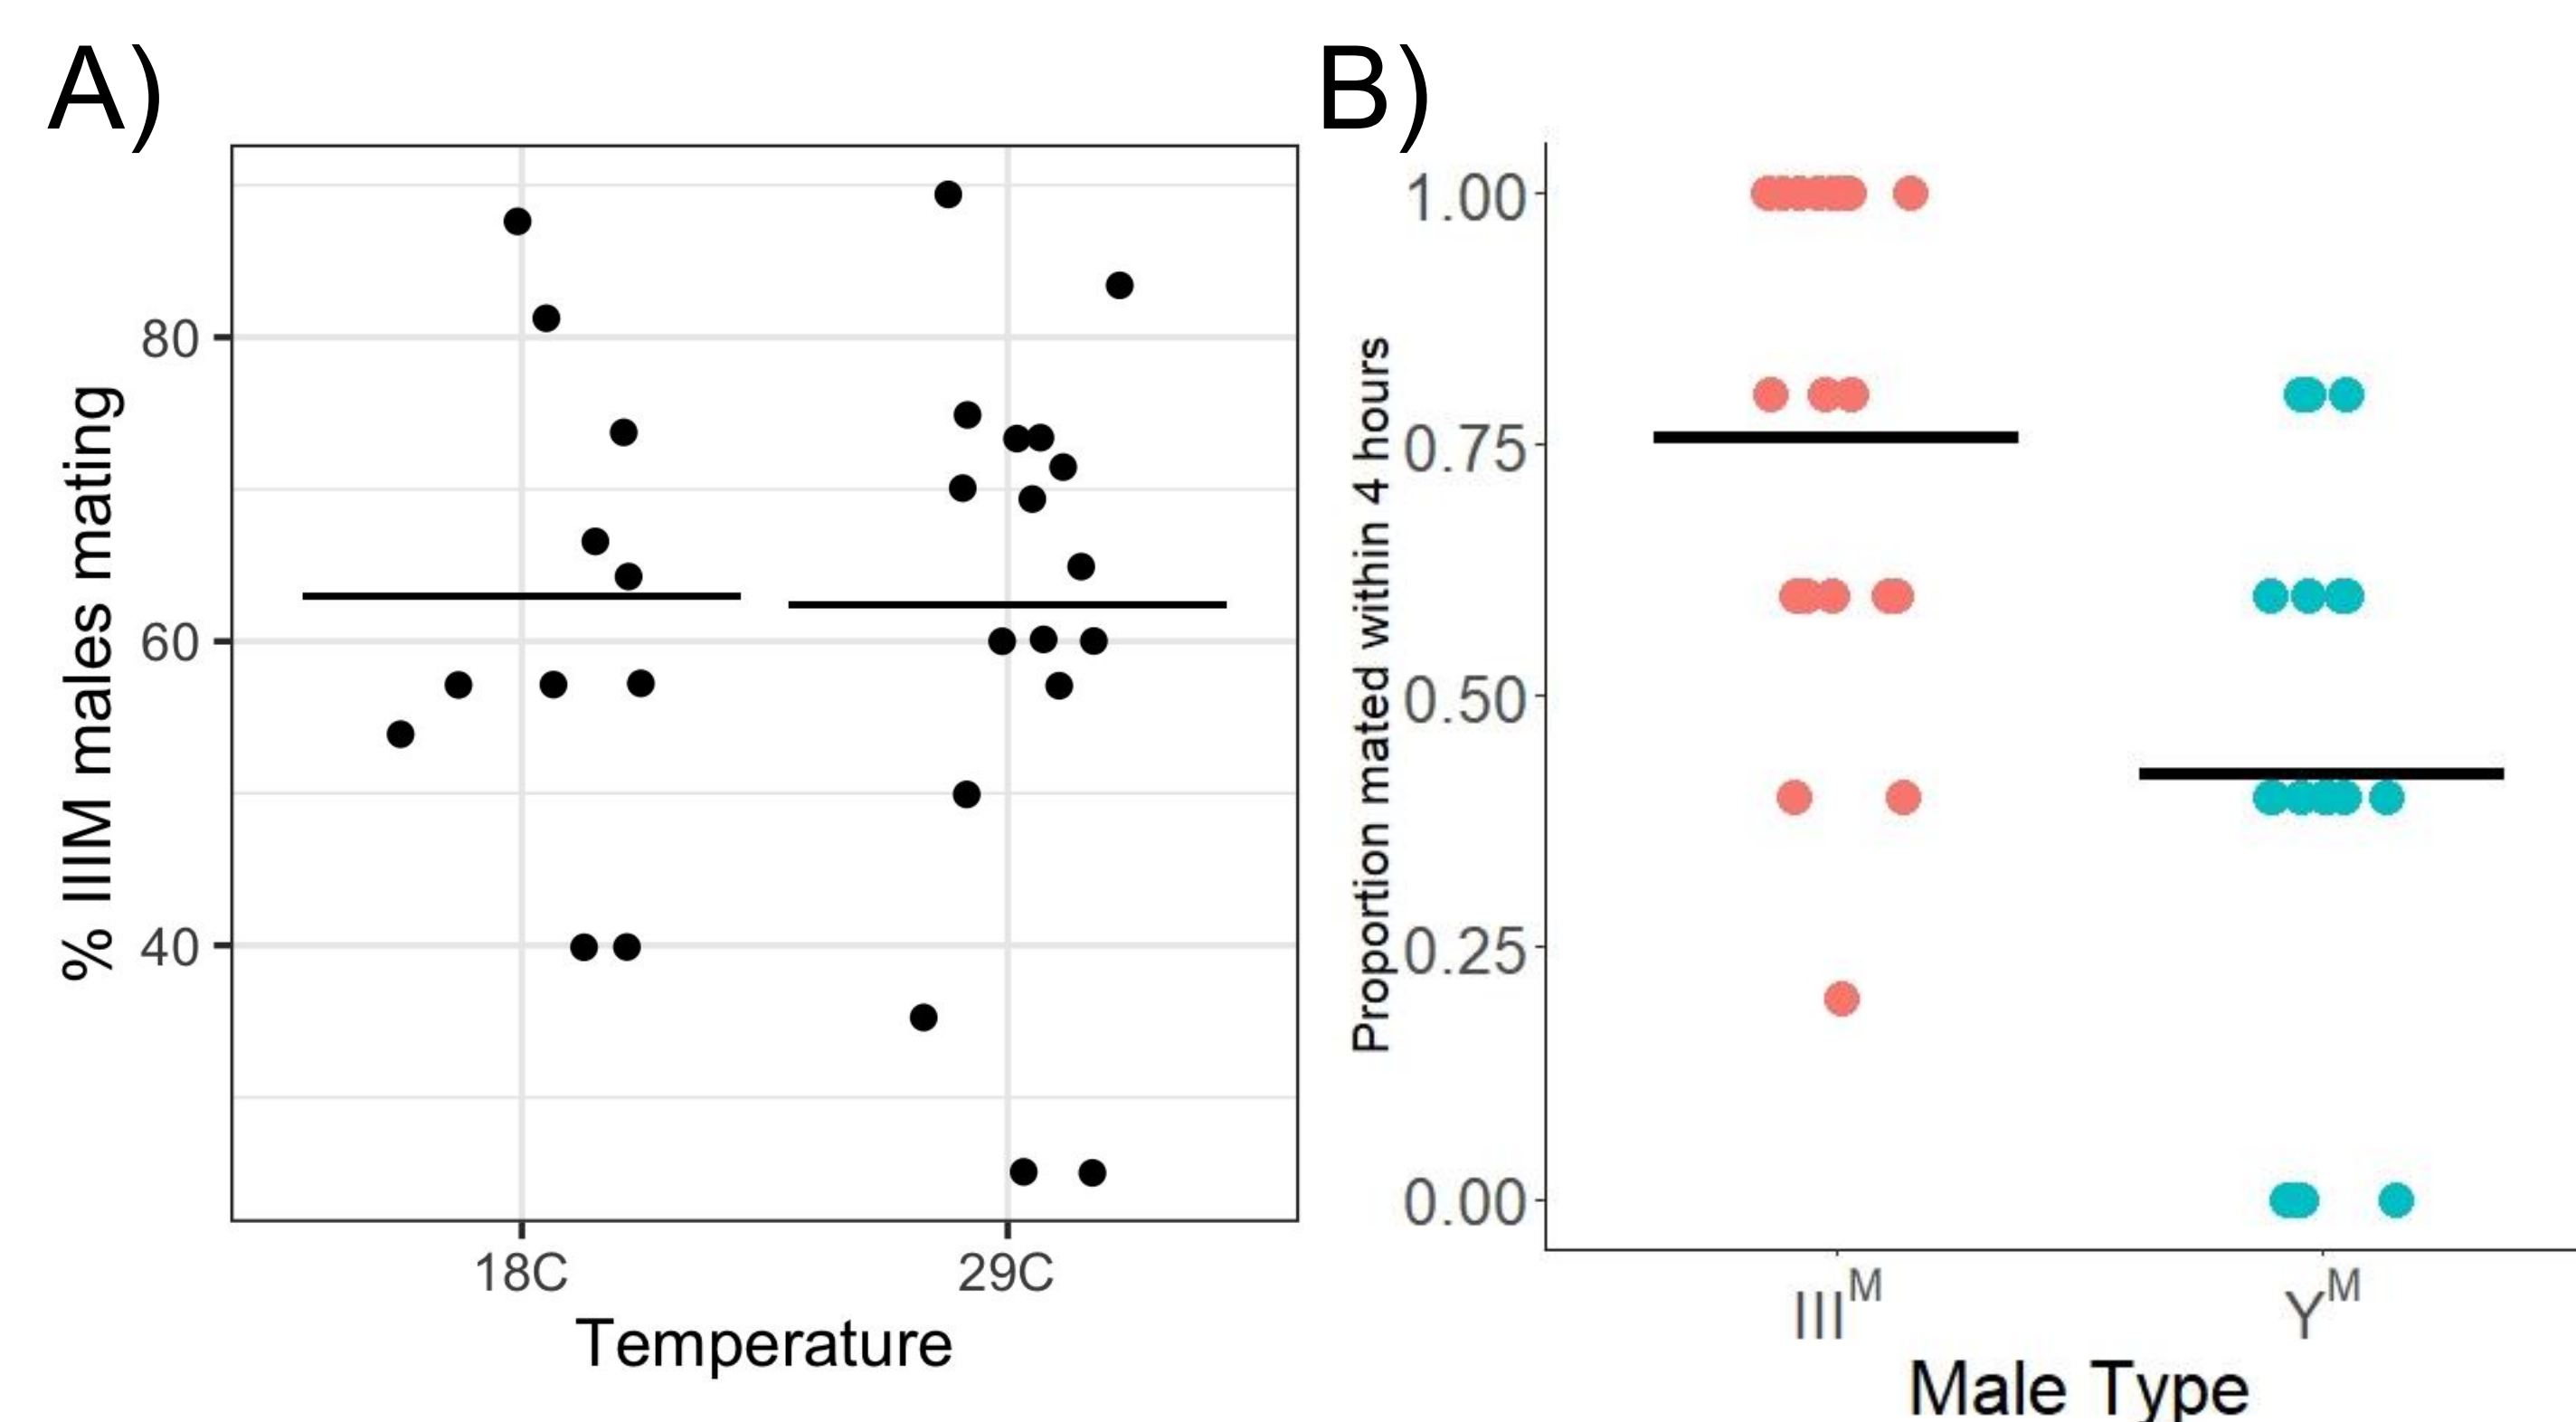 A)
% IIIM males mating
80
60
40
18C
29C
Temperature
B)
Proportion mated within 4 hours
1.00
0.75
0.50
0.25
0.00
III^M
Y^M
Male Type